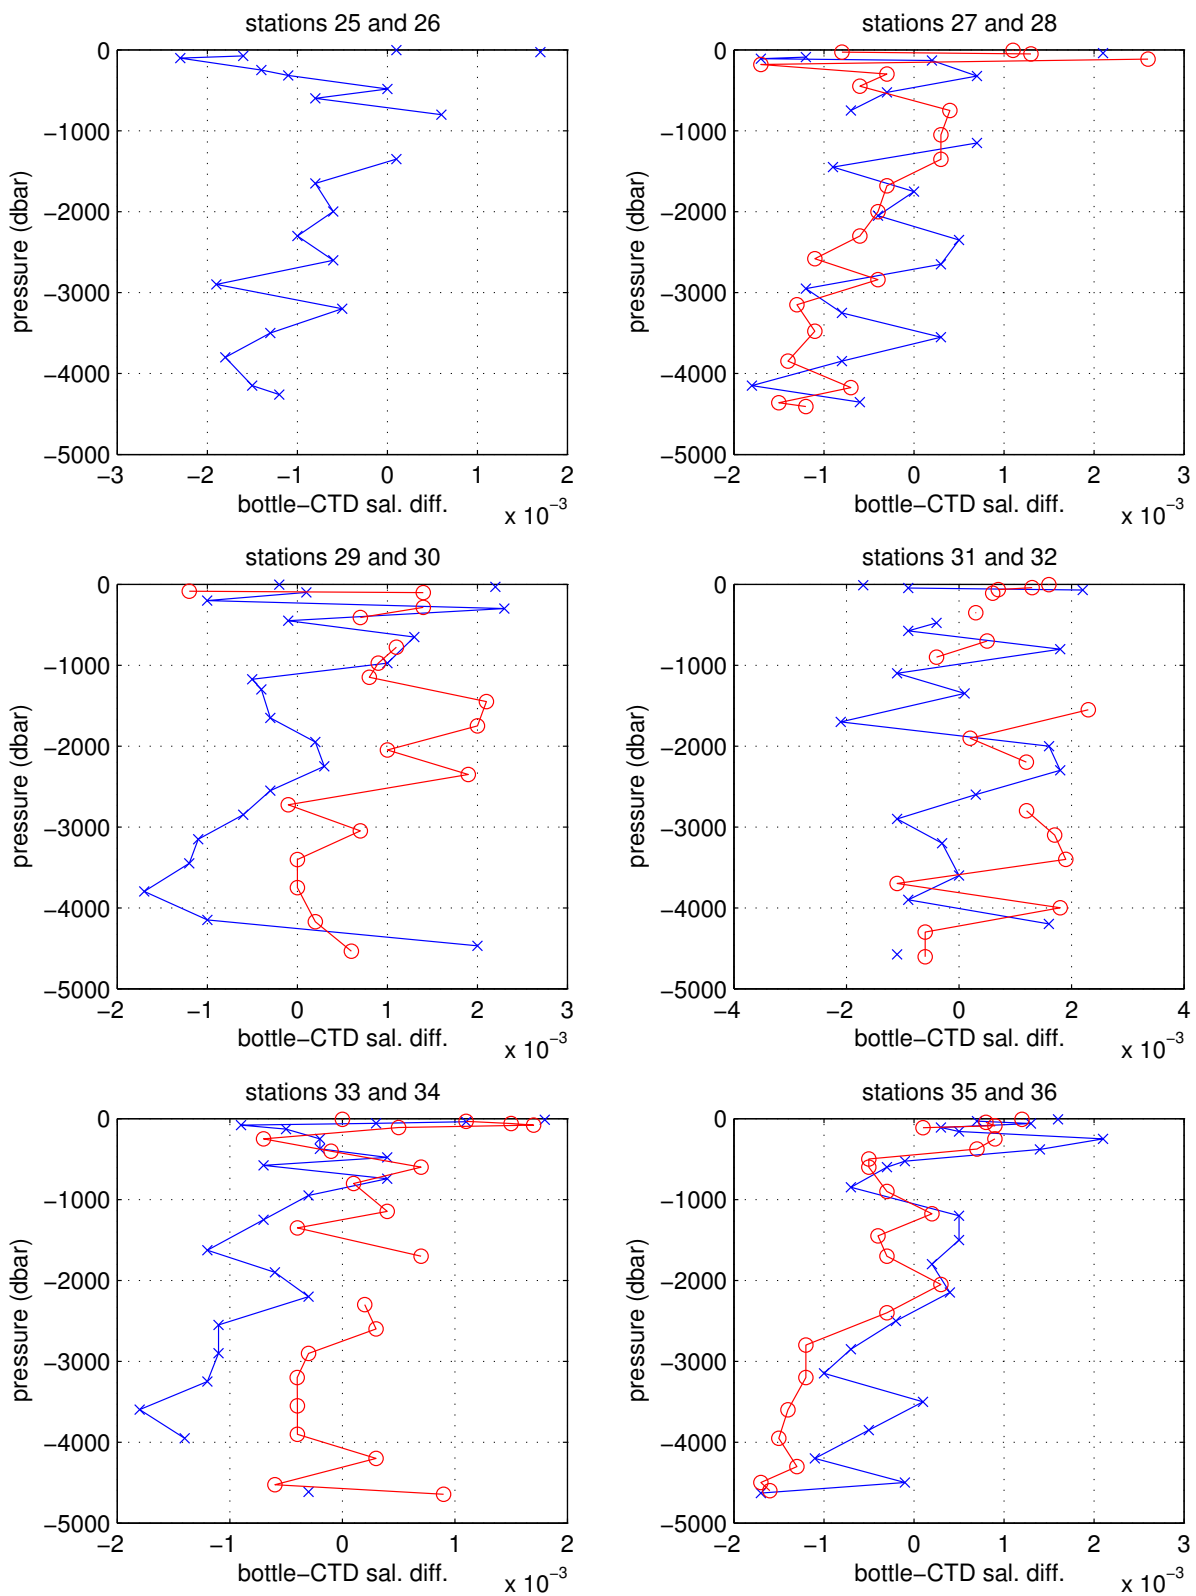 stations 25 and 26
0
−1000
−2000
−3000
−4000
−5000
pressure (dbar)
−3 −2 −1 0 1 2
bottle−CTD sal. diff.
x 10−3
stations 27 and 28
0
−1000
−2000
−3000
−4000
−5000
pressure (dbar)
−2 −1 0 1 2 3
bottle−CTD sal. diff.
x 10−3
stations 29 and 30
0
−1000
−2000
−3000
−4000
−5000
pressure (dbar)
−2 −1 0 1 2 3
bottle−CTD sal. diff.
x 10−3
stations 31 and 32
0
−1000
−2000
−3000
−4000
−5000
pressure (dbar)
−4 −2 0 2 4
bottle−CTD sal. diff.
x 10−3
stations 33 and 34
0
−1000
−2000
−3000
−4000
−5000
pressure (dbar)
−2 −1 0 1 2
bottle−CTD sal. diff.
x 10−3
stations 35 and 36
0
−1000
−2000
−3000
−4000
−5000
pressure (dbar)
−2 −1 0 1 2 3
bottle−CTD sal. diff.
x 10−3